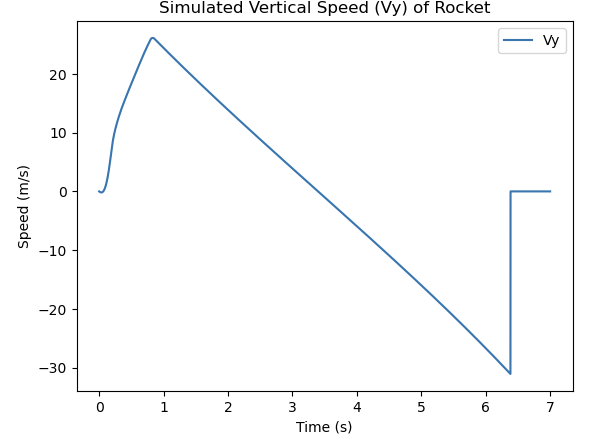 Simulated Vertical Speed (Vy) of Rocket
Vy
20
10
0
−10
−20
−30
Speed (m/s)
0 1 2 3 4 5 6 7
Time (s)